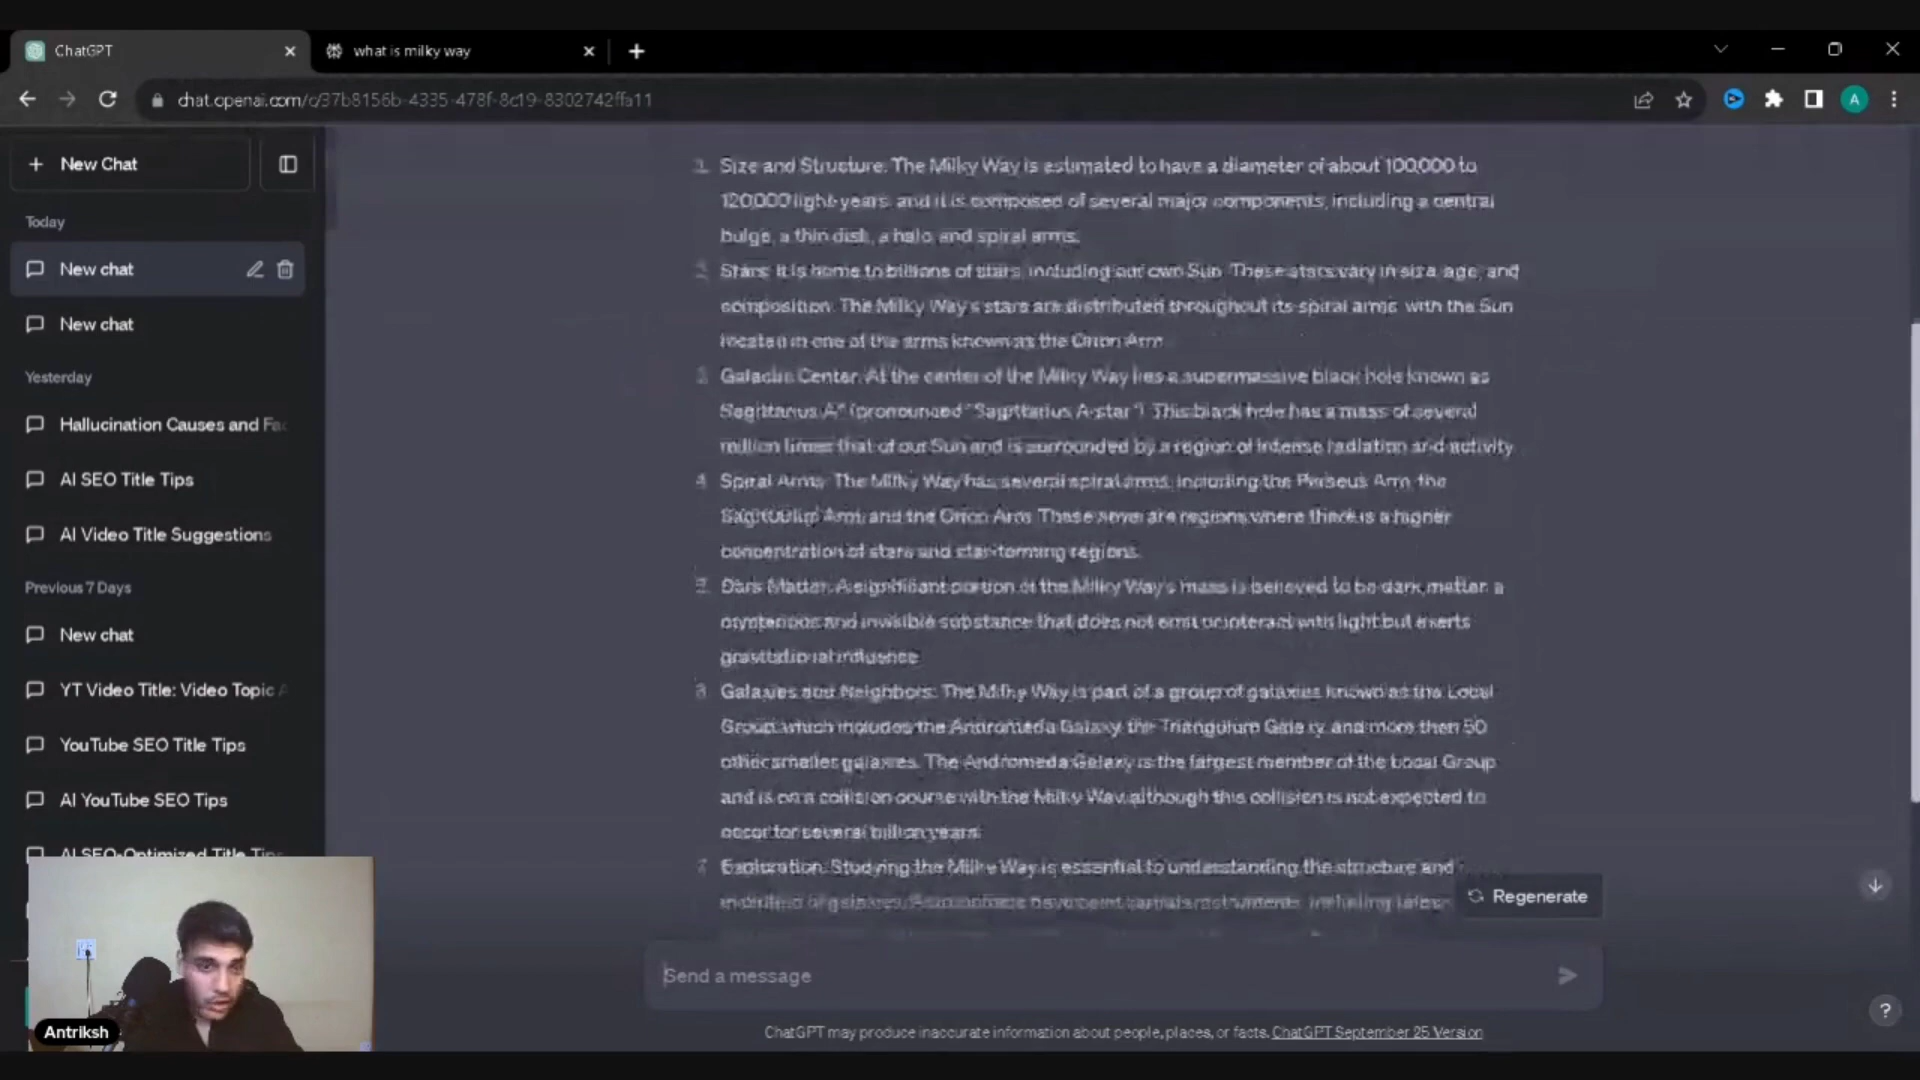 ChatGPT
what is milky way
chat.openai.com/c/37b8156b-4335-478f-8c19-8302742ffa11
A
New Chat
Today
New chat
New chat
Yesterday
Hallucination Causes and Fac
AI SEO Title Tips
AI Video Title Suggestions
Previous 7 Days
New chat
YT Video Title: Video Topic A
YouTube SEO Title Tips
AI YouTube SEO Tips
AI SEO-Optimized Title Tips
Antriksh
1. Size and Structure: The Milky Way is estimated to have a diameter of about 100,000 to
120,000 light-years, and it is composed of several major components, including a central
bulge, a thin disk, a halo, and spiral arms.
2. Stars: It is home to billions of stars, including our own Sun. These stars vary in size, age, and
composition. The Milky Way's stars are distributed throughout its spiral arms, with the Sun
located in one of the arms known as the Orion Arm.
3. Galactic Center: At the center of the Milky Way lies a supermassive black hole known as
Sagittarius A* (pronounced "Sagittarius A-star"). This black hole has a mass of several
million times that of our Sun and is surrounded by a region of intense radiation and activity.
4. Spiral Arms: The Milky Way has several spiral arms, including the Perseus Arm, the
Sagittarius Arm, and the Orion Arm. These arms are regions where there is a higher
concentration of stars and star-forming regions.
5. Dark Matter: A significant portion of the Milky Way's mass is believed to be dark matter, a
mysterious and invisible substance that does not emit or interact with light but exerts
gravitational influence.
6. Galaxies and Neighbors: The Milky Way is part of a group of galaxies known as the Local
Group, which includes the Andromeda Galaxy, the Triangulum Galaxy, and more than 50
other smaller galaxies. The Andromeda Galaxy is the largest member of the Local Group
and is on a collision course with the Milky Way, although this collision is not expected to
occur for several billion years.
7. Exploration: Studying the Milky Way is essential to understanding the structure and
of galaxies. including
Regenerate
Send a message
ChatGPT may produce inaccurate information about people, places, or facts. ChatGPT September 25 Version
?